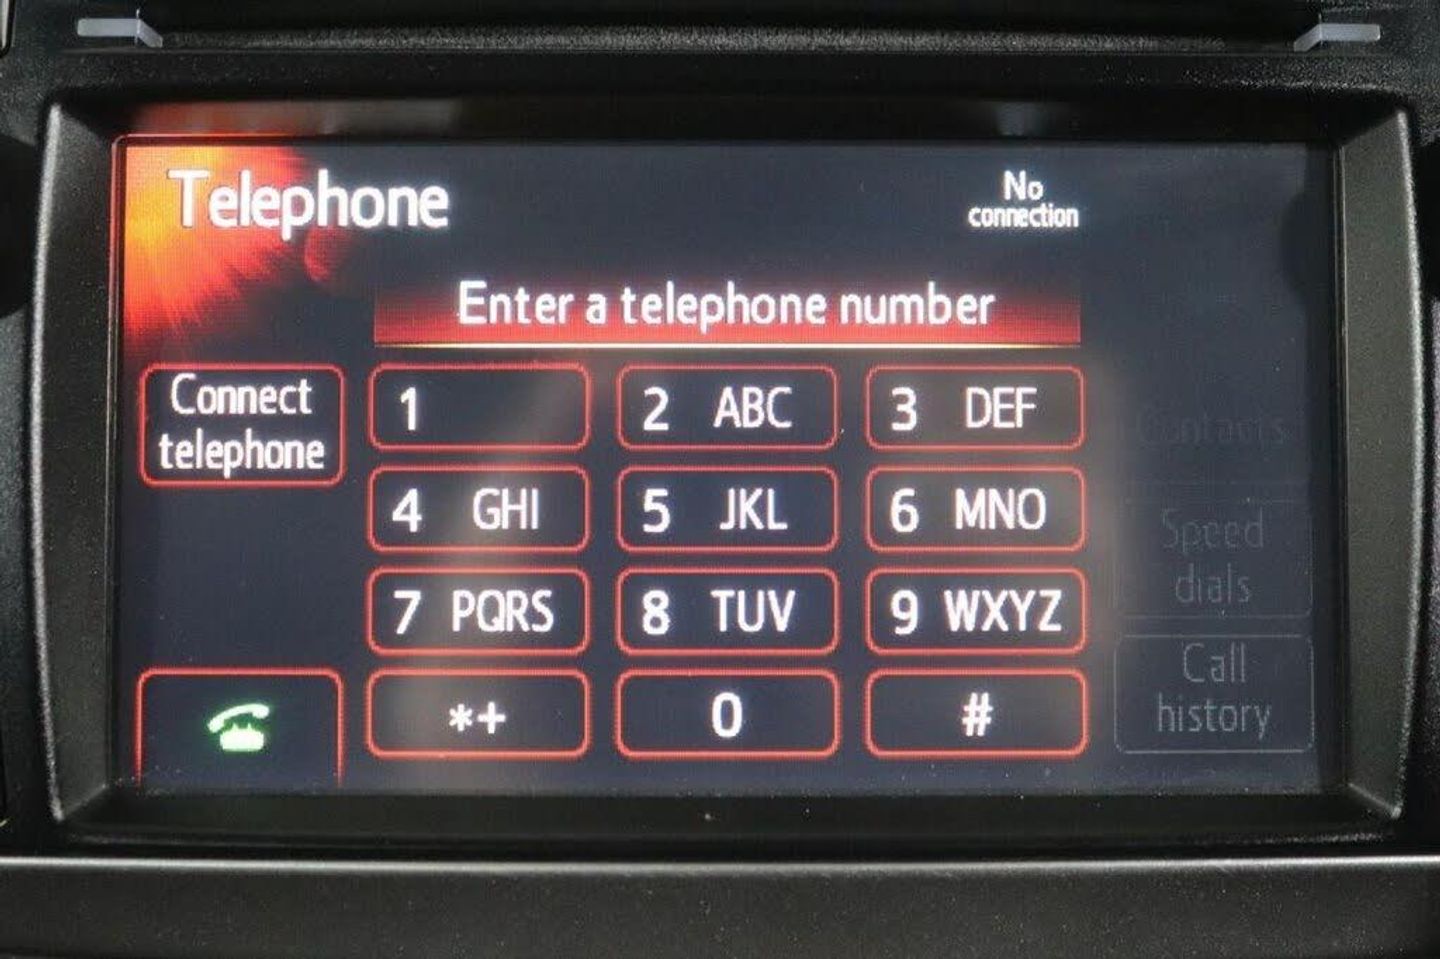 Telephone
No
connection
Enter a telephone number
Connect
telephone
1
2 ABC
3 DEF
Contacts
4 GHI
5 JKL
6 MNO
Speed
dials
7 PQRS
8 TUV
9 WXYZ
Call
history
*+
0
#